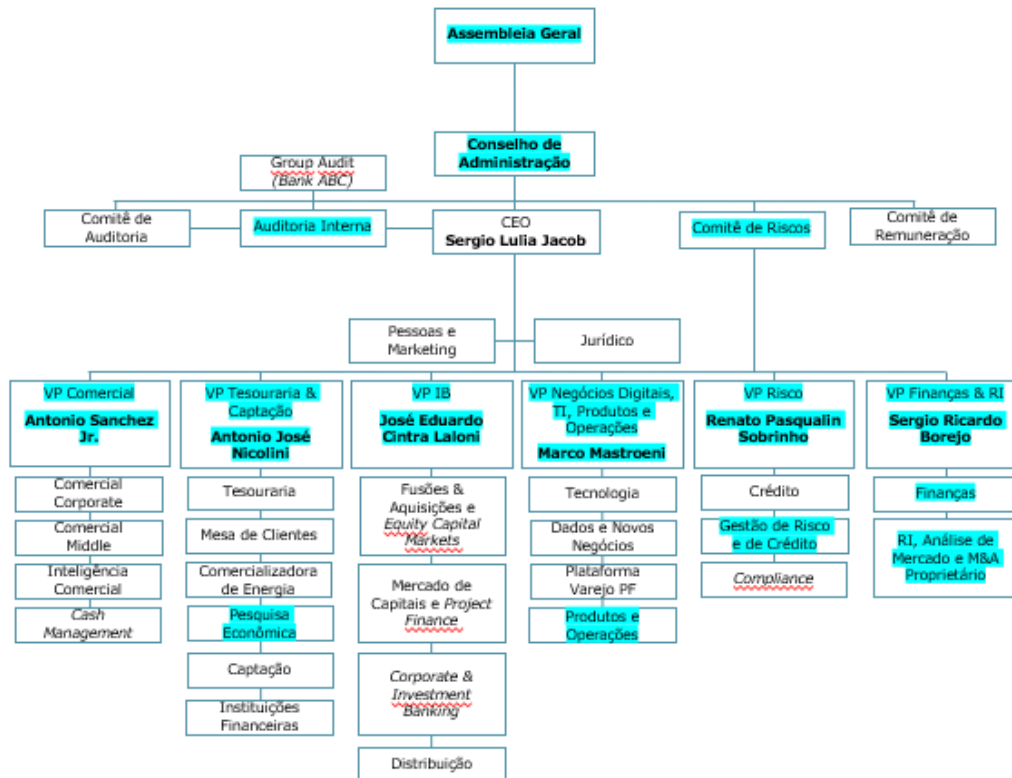 Assembleia Geral
Conselho de
Administração
Group Audit
(Bank ABC)
Comitê de
Auditoria
Auditoria Interna
CEO
Sergio Lulia Jacob
Comitê de Riscos
Comitê de
Remuneração
Pessoas e
Marketing
Jurídico
VP Comercial
Antonio Sanchez
Jr.
VP Tesouraria &
Captação
Antonio José
Nicolini
VP IB
José Eduardo
Cintra Laloni
VP Negócios Digitais,
TI, Produtos e
Operações
Marco Mastroeni
VP Risco
Renato Pasqualin
Sobrinho
VP Finanças & RI
Sergio Ricardo
Borejo
Comercial
Corporate
Comercial
Middle
Inteligência
Comercial
Cash
Management
Tesouraria
Mesa de Clientes
Comercializadora
de Energia
Pesquisa
Econômica
Captação
Instituições
Financeiras
Fusões &
Aquisições e
Equity Capital
Markets
Mercado de
Capitais e Project
Finance
Corporate &
Investment
Banking
Distribuição
Tecnologia
Dados e Novos
Negócios
Plataforma
Varejo PF
Produtos e
Operações
Crédito
Gestão de Risco
e de Crédito
Compliance
Finanças
RI, Análise de
Mercado e M&A
Proprietário